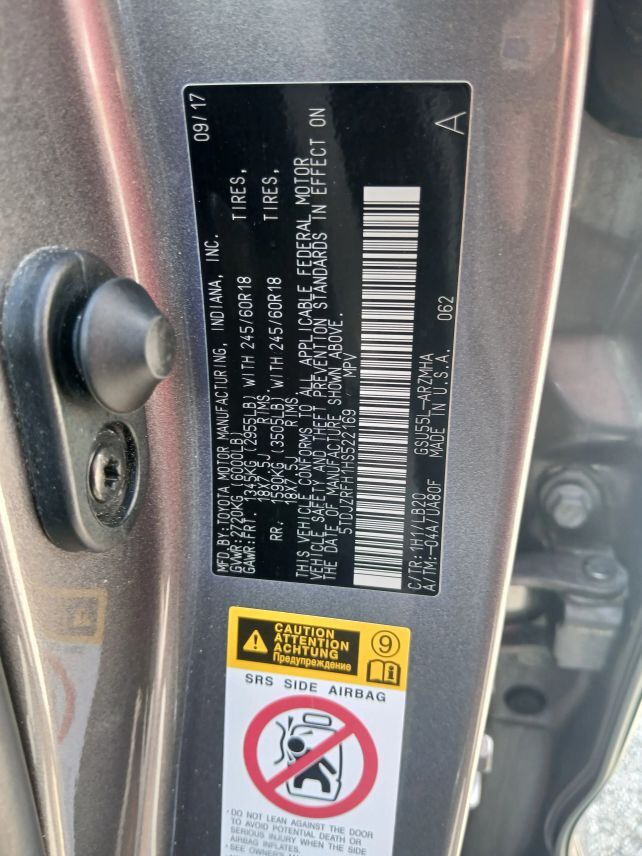 MFD.BY:TOYOTA MOTOR MANUFACTURING, INDIANA, INC. 09/17
GVWR:2720KG (6000LB)
GAWR:FRT. 1345KG (2955LB) WITH 245/60R18 TIRES,
18X7.5J RIMS
RR. 1590KG (3505LB) WITH 245/60R18 TIRES,
18X7.5J RIMS
THIS VEHICLE CONFORMS TO ALL APPLICABLE FEDERAL MOTOR
VEHICLE SAFETY AND THEFT PREVENTION STANDARDS IN EFFECT ON
THE DATE OF MANUFACTURE SHOWN ABOVE.
5TDJZRFH1HS522169 MPV
C/TR:1H1/LB20 GSU55L-ARZMHA 062 A
A/TM:-04A/UA80F MADE IN U.S.A.
CAUTION
ATTENTION
ACHTUNG
Предупреждение
9
SRS SIDE AIRBAG
· DO NOT LEAN AGAINST THE DOOR
TO AVOID POTENTIAL DEATH OR
SERIOUS INJURY WHEN THE SIDE
AIRBAG INFLATES.
· SEE OWNER'S